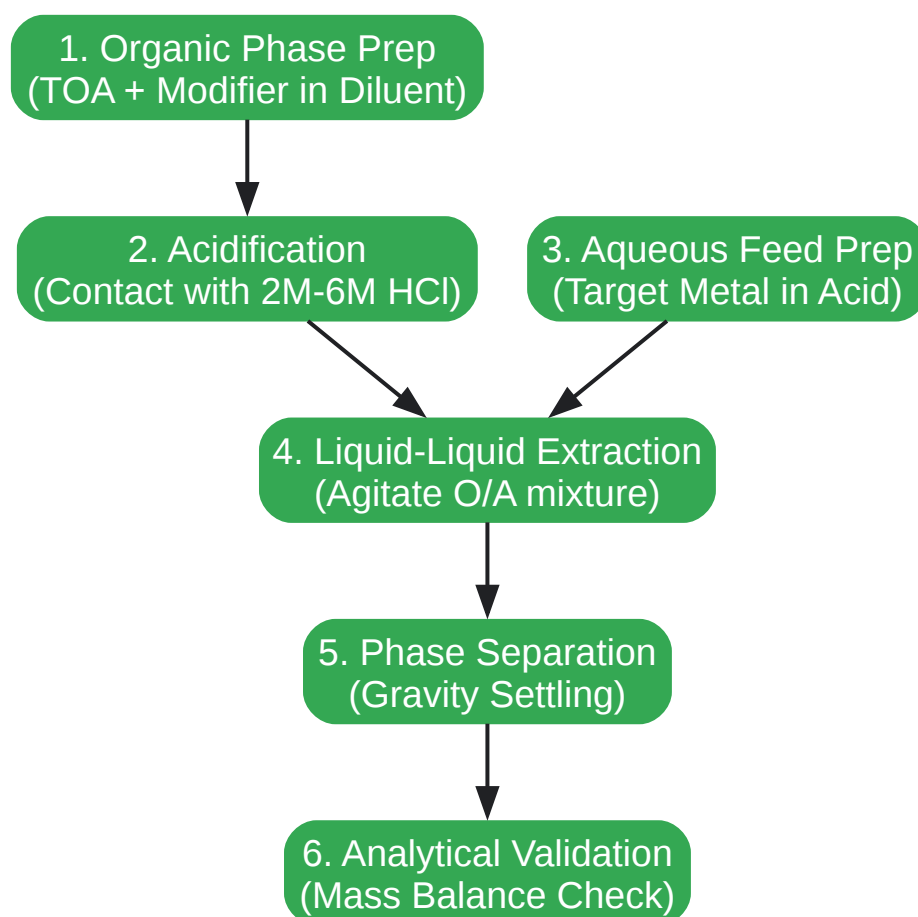 1. Organic Phase Prep
(TOA + Modifier in Diluent)
2. Acidification
(Contact with 2M-6M HCl)
3. Aqueous Feed Prep
(Target Metal in Acid)
4. Liquid-Liquid Extraction
(Agitate O/A mixture)
5. Phase Separation
(Gravity Settling)
6. Analytical Validation
(Mass Balance Check)